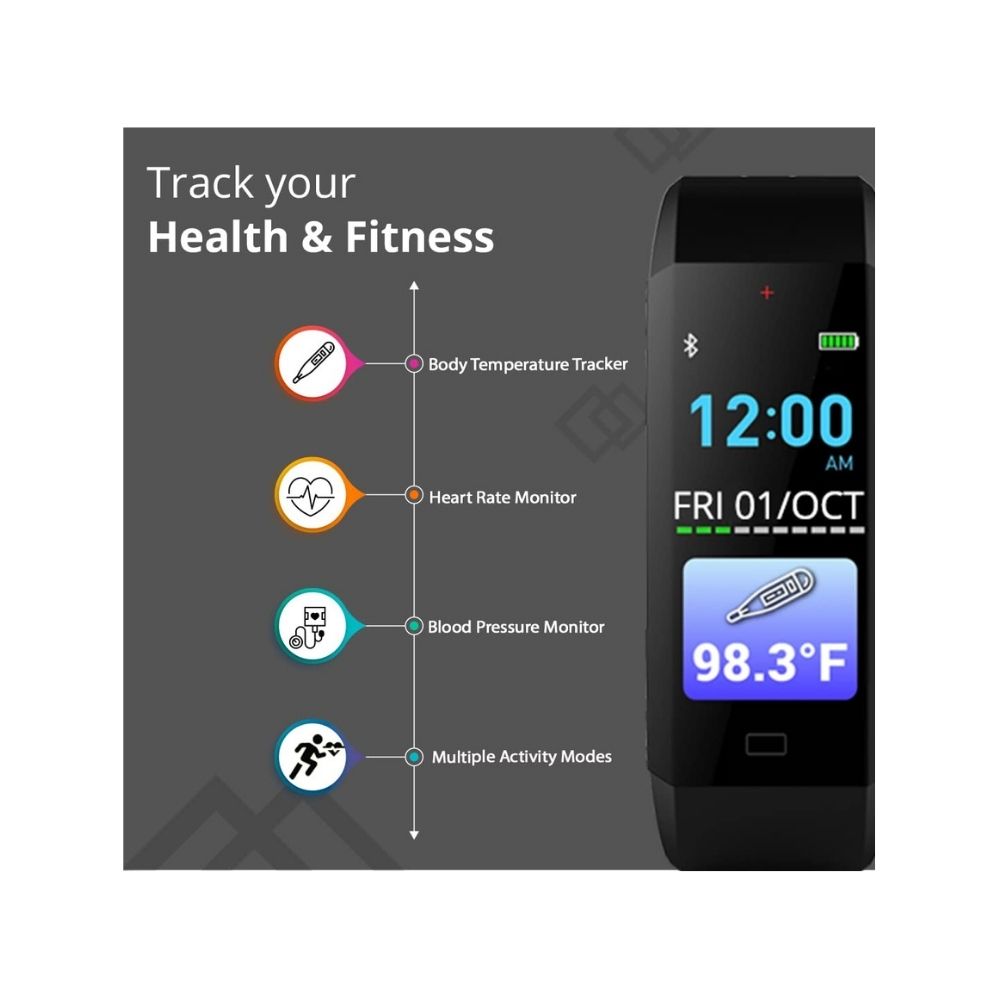 Track your
Health & Fitness
Body Temperature Tracker
Heart Rate Monitor
Blood Pressure Monitor
Multiple Activity Modes
12:00
AM
FRI 01/OCT
98.3°F